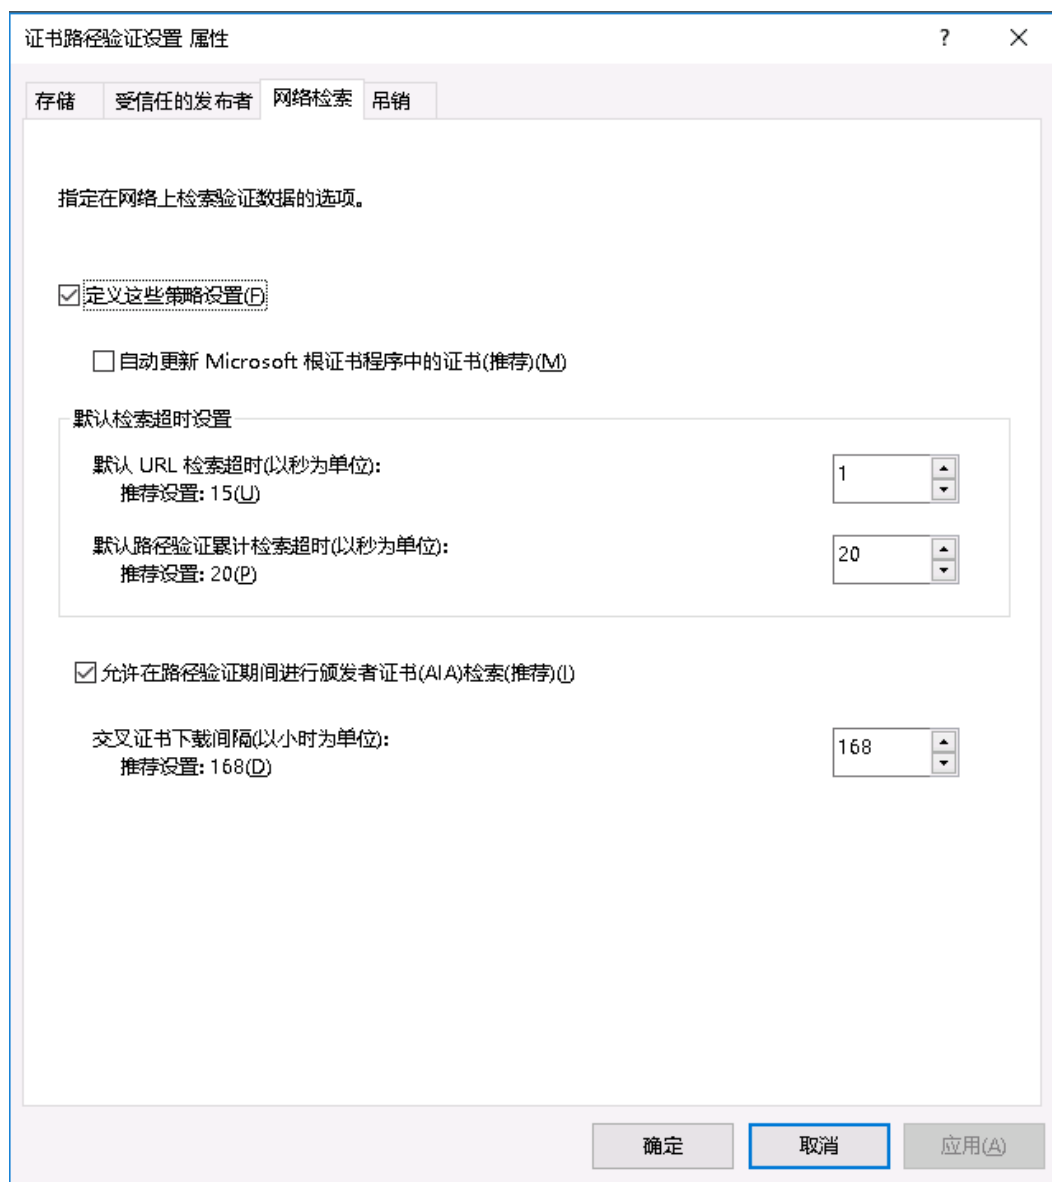 证书路径验证设置 属性
?
存储 受信任的发布者 网络检索 吊销
指定在网络上检索验证数据的选项。
定义这些策略设置(F)
自动更新 Microsoft 根证书程序中的证书(推荐)(M)
默认检索超时设置
默认 URL 检索超时(以秒为单位):
推荐设置: 15(U)
1
默认路径验证累计检索超时(以秒为单位):
推荐设置: 20(P)
20
允许在路径验证期间进行颁发者证书(AIA)检索(推荐)(I)
交叉证书下载间隔(以小时为单位):
推荐设置: 168(D)
168
确定 取消 应用(A)